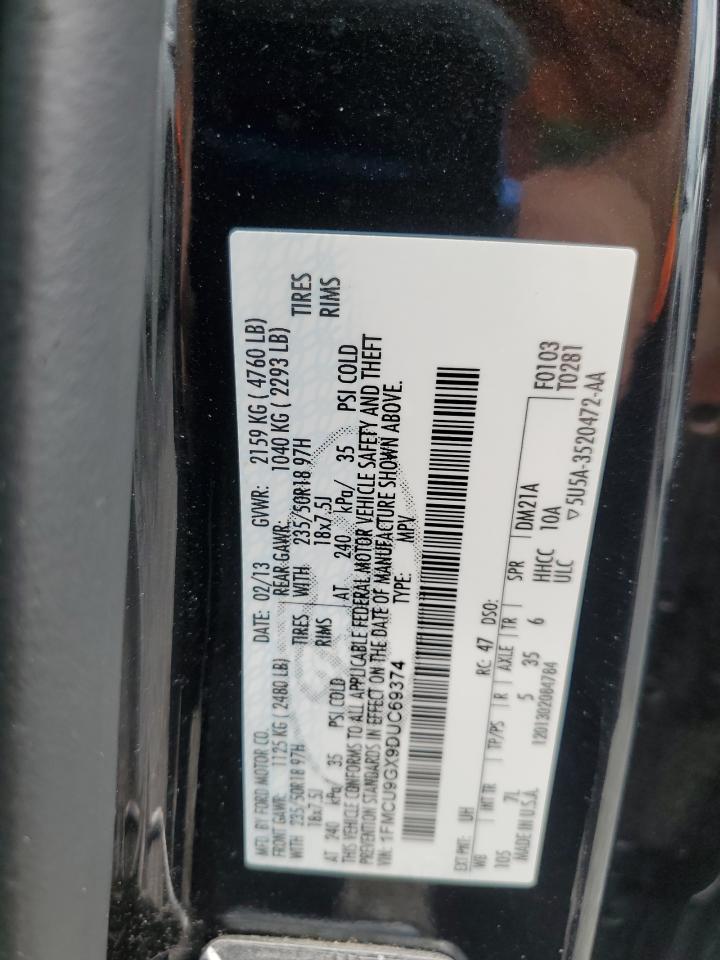 MFD. BY FORD MOTOR CO.
DATE: 02/13 GVWR: 2159 KG ( 4760 LB)
FRONT GAWR: 1125 KG ( 2480 LB) REAR GAWR: 1040 KG ( 2293 LB)
WITH 235/50R18 97H TIRES WITH 235/50R18 97H TIRES
18x7.5J RIMS 18x7.5J RIMS
AT 240 kPa/ 35 PSI COLD AT 240 kPa/ 35 PSI COLD
THIS VEHICLE CONFORMS TO ALL APPLICABLE FEDERAL MOTOR VEHICLE SAFETY AND THEFT
PREVENTION STANDARDS IN EFFECT ON THE DATE OF MANUFACTURE SHOWN ABOVE.
VIN: 1FMCU9GX9DUC69374 TYPE: MPV
EXT PNT: UH RC: 47 DSO: F0103
WB INT TR TP/PS R AXLE TR SPR DM21A T0281
105 7L 5 35 6 HHCC 10A
MADE IN U.S.A. 1201302084784 ULC ▽5U5A-3520472-AA